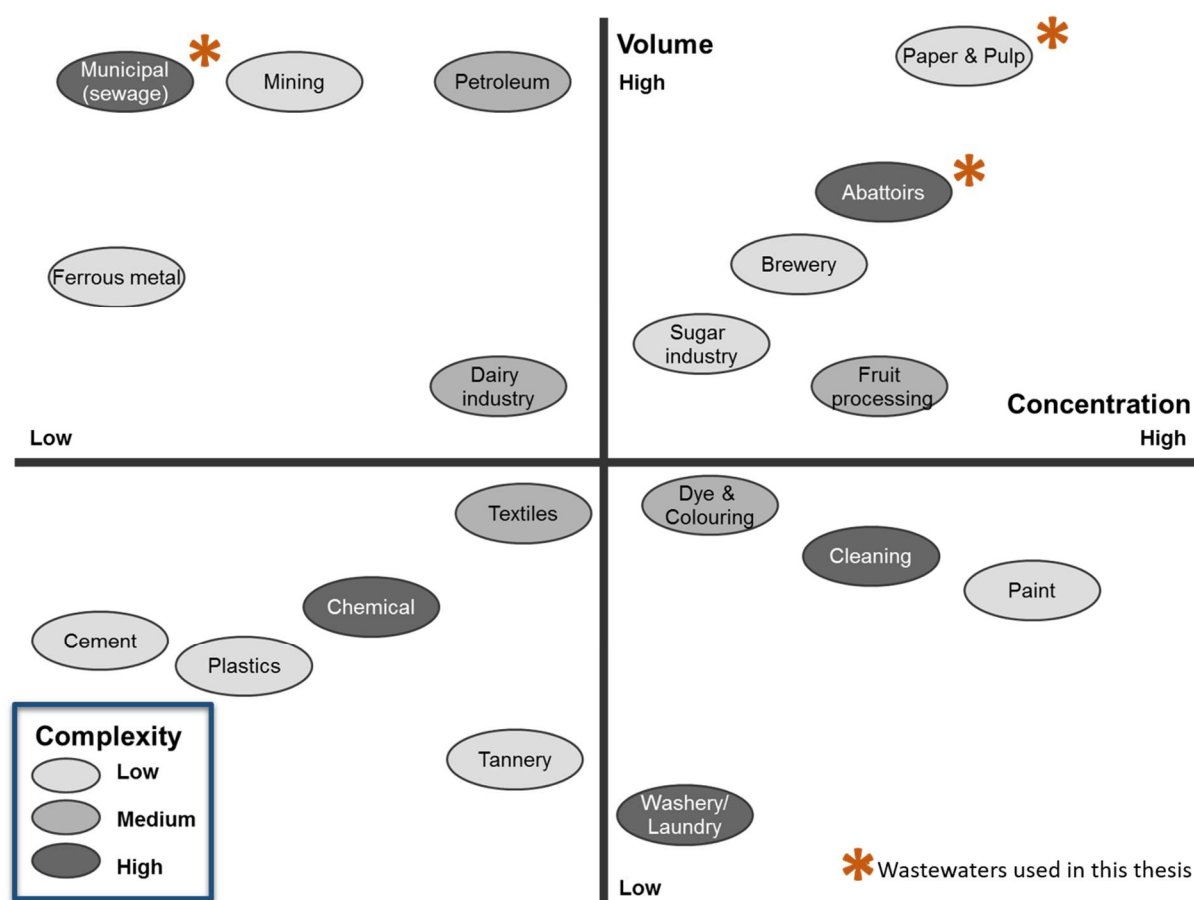 Municipal
(sewage)
Mining
Petroleum
Volume
High
Paper & Pulp
Abattoirs
Ferrous metal
Brewery
Sugar
industry
Dairy
industry
Fruit
processing
Concentration
Low
High
Textiles
Dye &
Colouring
Cleaning
Paint
Chemical
Cement
Plastics
Complexity
Low
Medium
High
Tannery
Washery/
Laundry
Low
* Wastewaters used in this thesis